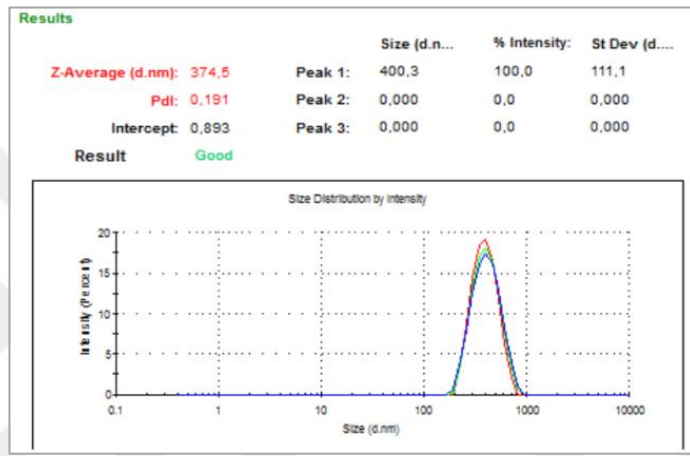 Results
Size (d.n... % Intensity: St Dev (d....
Z-Average (d.nm): 374,5 Peak 1: 400,3 100,0 111,1
PdI: 0,191 Peak 2: 0,000 0,0 0,000
Intercept: 0,893 Peak 3: 0,000 0,0 0,000
Result Good
Size Distribution by Intensity
Intensity (Percent)
20
15
10
5
0
0.1 1 10 100 1000 10000
Size (d.nm)